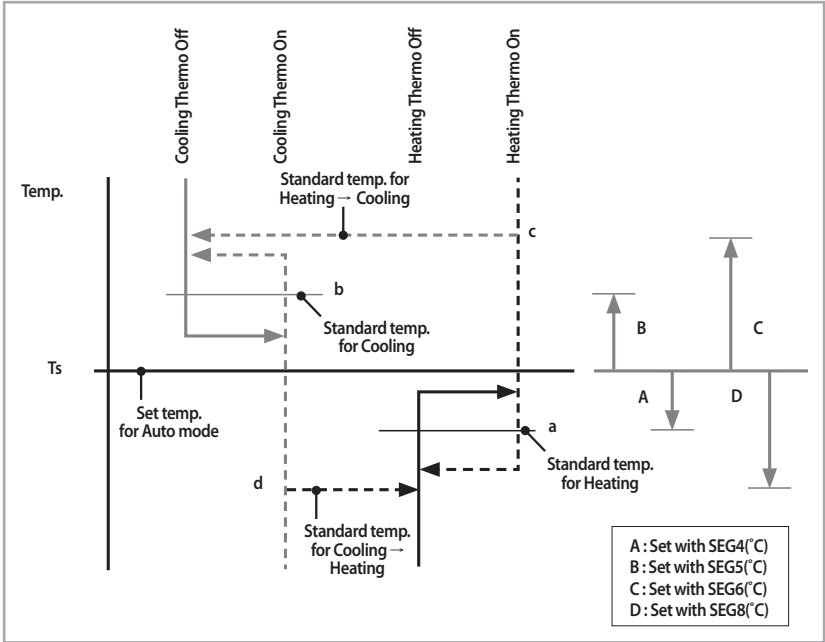 Cooling Thermo Off
Cooling Thermo On
Heating Thermo Off
Heating Thermo On
Temp.
Standard temp. for
Heating → Cooling
c
b
Standard temp.
for Cooling
B
C
Ts
A
D
Set temp.
for Auto mode
a
Standard temp.
for Heating
d
Standard temp.
for Cooling →
Heating
A : Set with SEG4(˚C)
B : Set with SEG5(˚C)
C : Set with SEG6(˚C)
D : Set with SEG8(˚C)